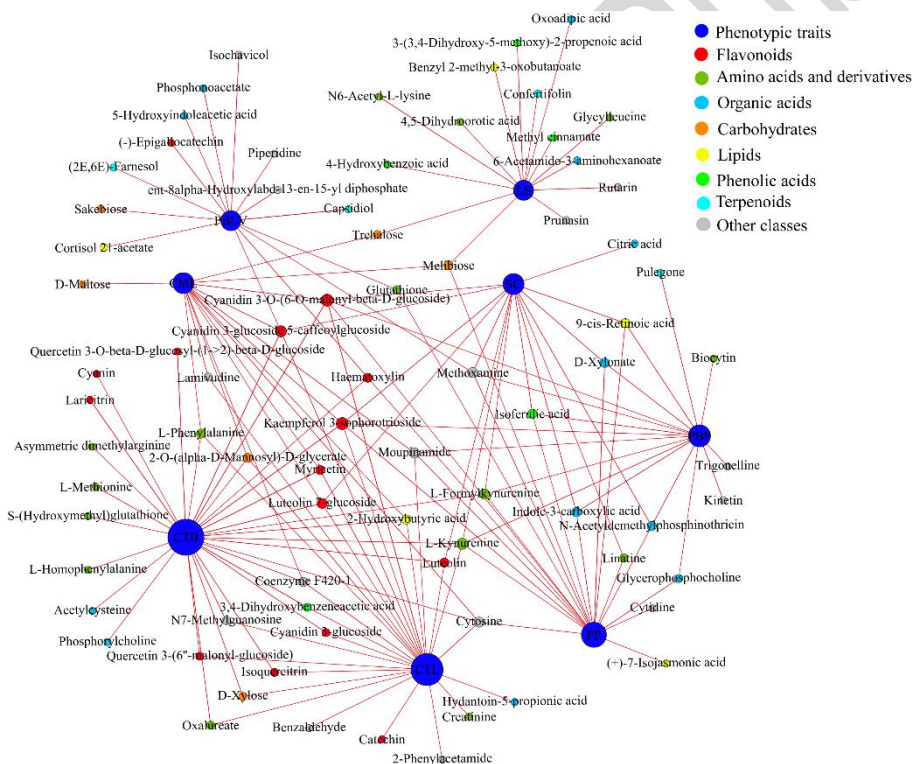 Oxoadipic acid
3-(3,4-Dihydroxy-5-methoxy)-2-propenoic acid
Isochavicol
Benzyl 2-methyl-3-oxobutanoate
Phosphonoacetate
N6-Acetyl-L-lysine
Confertifolin
5-Hydroxyindoleacetic acid
4,5-Dihydroorotic acid
Glycylleucine
(-)-Epigallocatechin
Methyl cinnamate
Piperidine
4-Hydroxybenzoic acid
6-Acetamido-3-aminohexanoate
(2E,6E)-Farnesol
ent-8alpha-Hydroxylabd-13-en-15-yl diphosphate
LS
Rutarin
Sakebiose
Capsidiol
Prunasin
Trehalose
Cortisol 21-acetate
Citric acid
Melibiose
Pulegone
D-Maltose
Glutathione
SC
Cyanidin 3-O-(6-O-malonyl-beta-D-glucoside)
Cyanidin 3-glucoside 5-caffeoylglucoside
9-cis-Retinoic acid
Quercetin 3-O-beta-D-glucosyl-(1->2)-beta-D-glucoside
Biocytin
D-Xylonate
Cyanin
Lamivudine
Haematoxylin
Methoxamine
Laricitrin
Isoferulic acid
Kaempferol 3-sophorotrioside
L-Phenylalanine
PBF
Asymmetric dimethylarginine
2-O-(alpha-D-Mannosyl)-D-glycerate
Moupinamide
Myricetin
Trigonelline
L-Methionine
L-Formylkynurenine
Kinetin
Luteolin 7-glucoside
Indole-3-carboxylic acid
S-(Hydroxymethyl)glutathione
2-Hydroxybutyric acid
N-Acetyldemethylphosphinothricin
CTB
L-Kynurenine
Luteolin
Linatine
L-Homophenylalanine
Coenzyme F420-1
Glycerophosphocholine
Acetylcysteine
3,4-Dihydroxybenzeneacetic acid
Cytidine
N7-Methylguanosine
Cytosine
Cyanidin 3-glucoside
PP
Phosphorylcholine
Quercetin 3-(6"-malonyl-glucoside)
(+)-7-Isojasmonic acid
Isoquercitrin
CTL
D-Xylose
Hydantoin-5-propionic acid
Creatinine
Oxalureate
Benzaldehyde
Catechin
2-Phenylacetamide
Phenotypic traits
Flavonoids
Amino acids and derivatives
Organic acids
Carbohydrates
Lipids
Phenolic acids
Terpenoids
Other classes